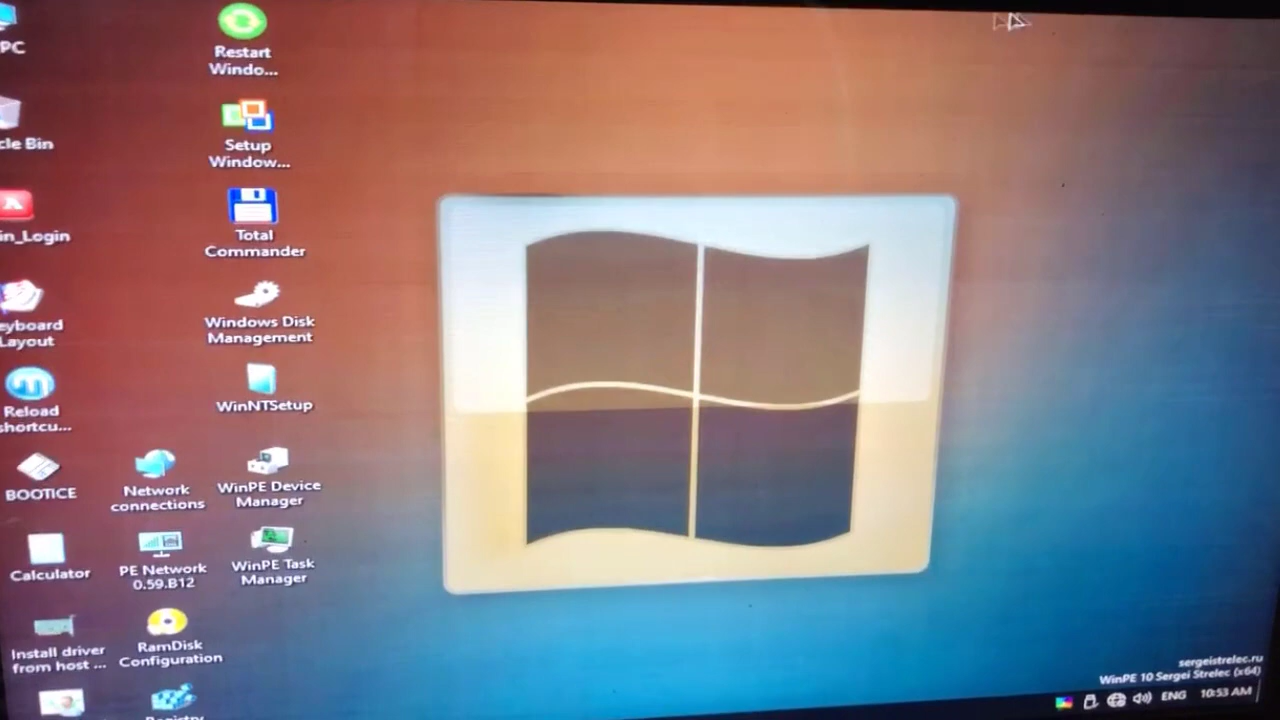 PC
cle Bin
in_Login
eyboard
Layout
Reload
shortcu...
BOOTICE
Calculator
Install driver
from host ...
Network
connections
PE Network
0.59.B12
RamDisk
Configuration
Registry
Restart
Windo...
Setup
Window...
Total
Commander
Windows Disk
Management
WinNTSetup
WinPE Device
Manager
WinPE Task
Manager
sergeistrelec.ru
WinPE 10 Sergei Strelec (x64)
ENG 10:53 AM